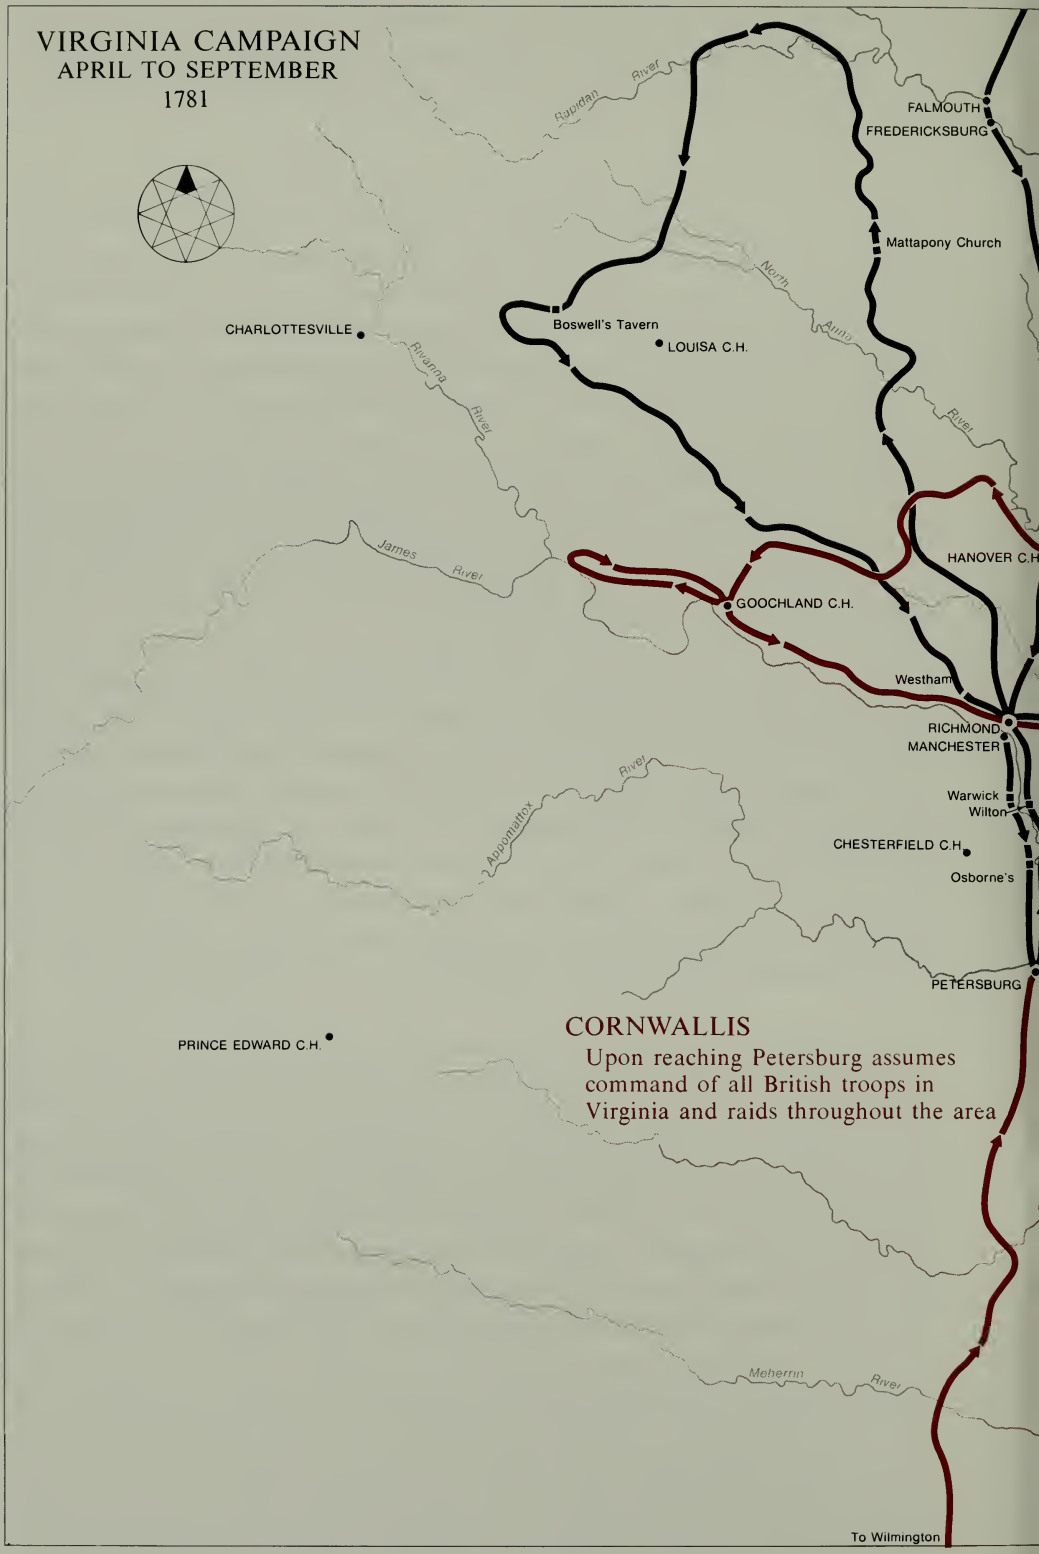 VIRGINIA CAMPAIGN
APRIL TO SEPTEMBER
1781
Rapidan River
FALMOUTH
FREDERICKSBURG
Mattapony Church
North Anna River
CHARLOTTESVILLE
Boswell's Tavern
LOUISA C.H.
Rivanna River
James River
HANOVER C.H
GOOCHLAND C.H.
Westham
RICHMOND
MANCHESTER
Appomattox River
Warwick
Wilton
CHESTERFIELD C.H.
Osborne's
PETERSBURG
PRINCE EDWARD C.H.
CORNWALLIS
Upon reaching Petersburg assumes
command of all British troops in
Virginia and raids throughout the area
Meherrin River
To Wilmington